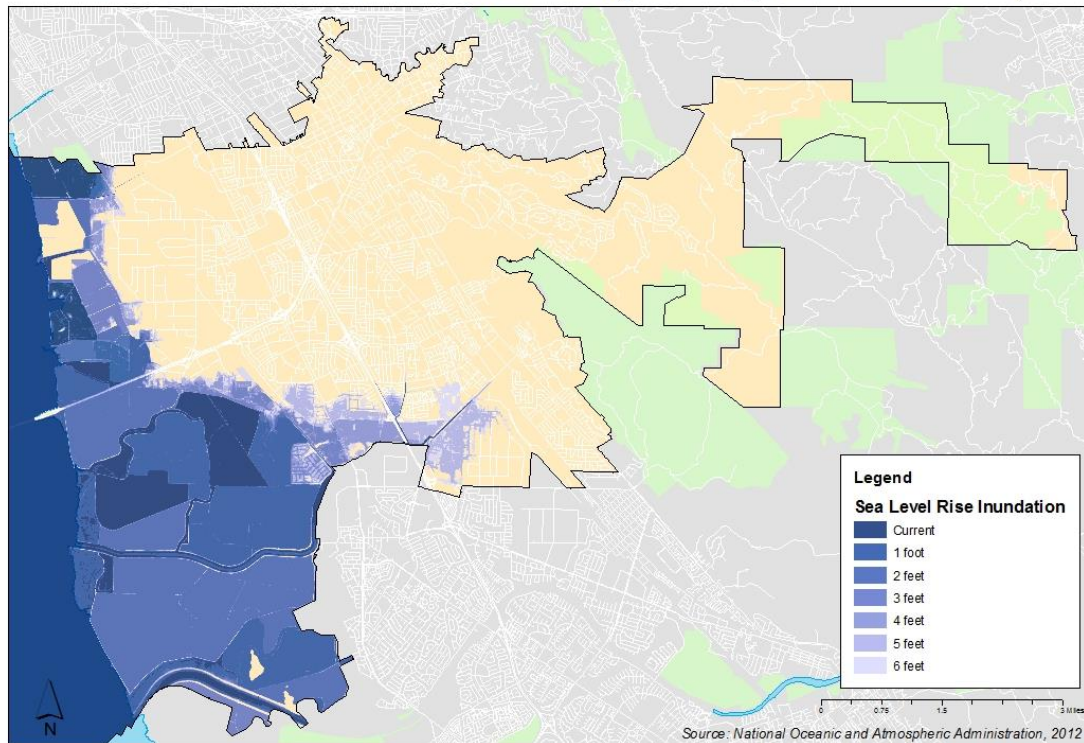 Legend
Sea Level Rise Inundation
Current
1 foot
2 feet
3 feet
4 feet
5 feet
6 feet
0 0.75 1.5 3 Miles
N
Source: National Oceanic and Atmospheric Administration, 2012